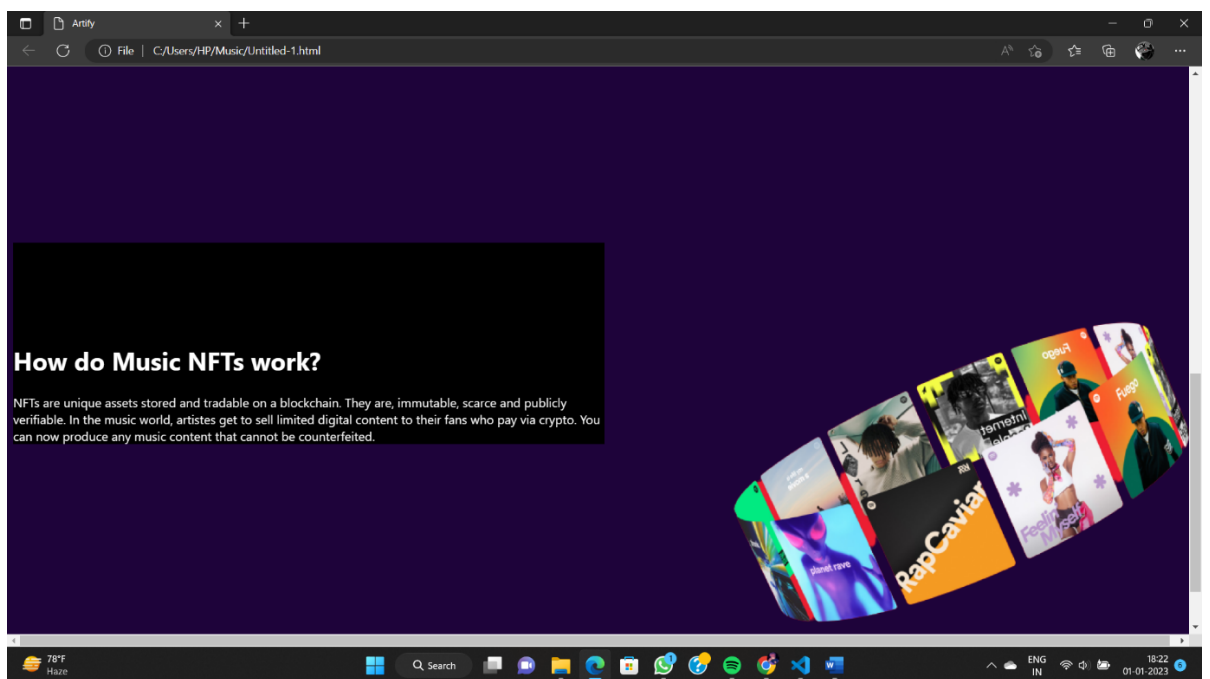 Artify
File | C:/Users/HP/Music/Untitled-1.html
How do Music NFTs work?
NFTs are unique assets stored and tradable on a blockchain. They are, immutable, scarce and publicly
verifiable. In the music world, artistes get to sell limited digital content to their fans who pay via crypto. You
can now produce any music content that cannot be counterfeited.
Fuego
Fuego
planet rave
RapCaviar
Feelin'
Myself
78°F
Haze
Search
ENG
IN
18:22
01-01-2023
6